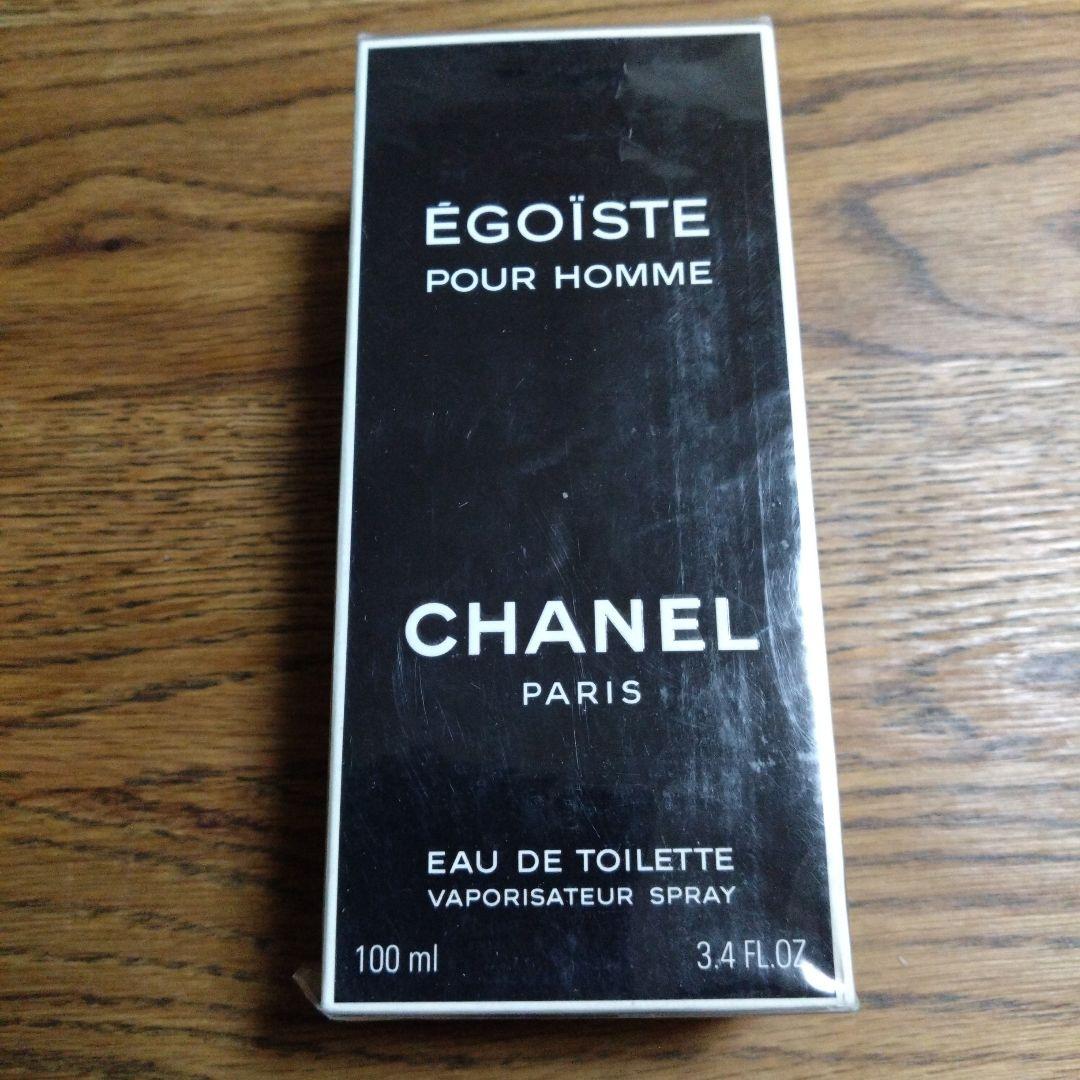 ÉGOÏSTE
POUR HOMME
CHANEL
PARIS
EAU DE TOILETTE
VAPORISATEUR SPRAY
100 ml 3.4 FL.OZ